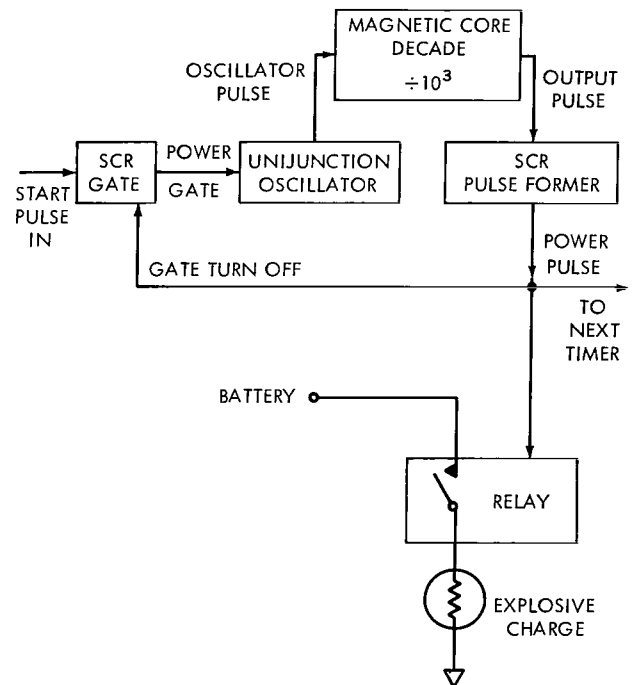 MAGNETIC CORE
DECADE
÷10³
OSCILLATOR
PULSE
OUTPUT
PULSE
SCR
GATE
POWER
GATE
UNIJUNCTION
OSCILLATOR
SCR
PULSE FORMER
START
PULSE
IN
POWER
PULSE
GATE TURN OFF
TO
NEXT
TIMER
BATTERY
RELAY
EXPLOSIVE
CHARGE